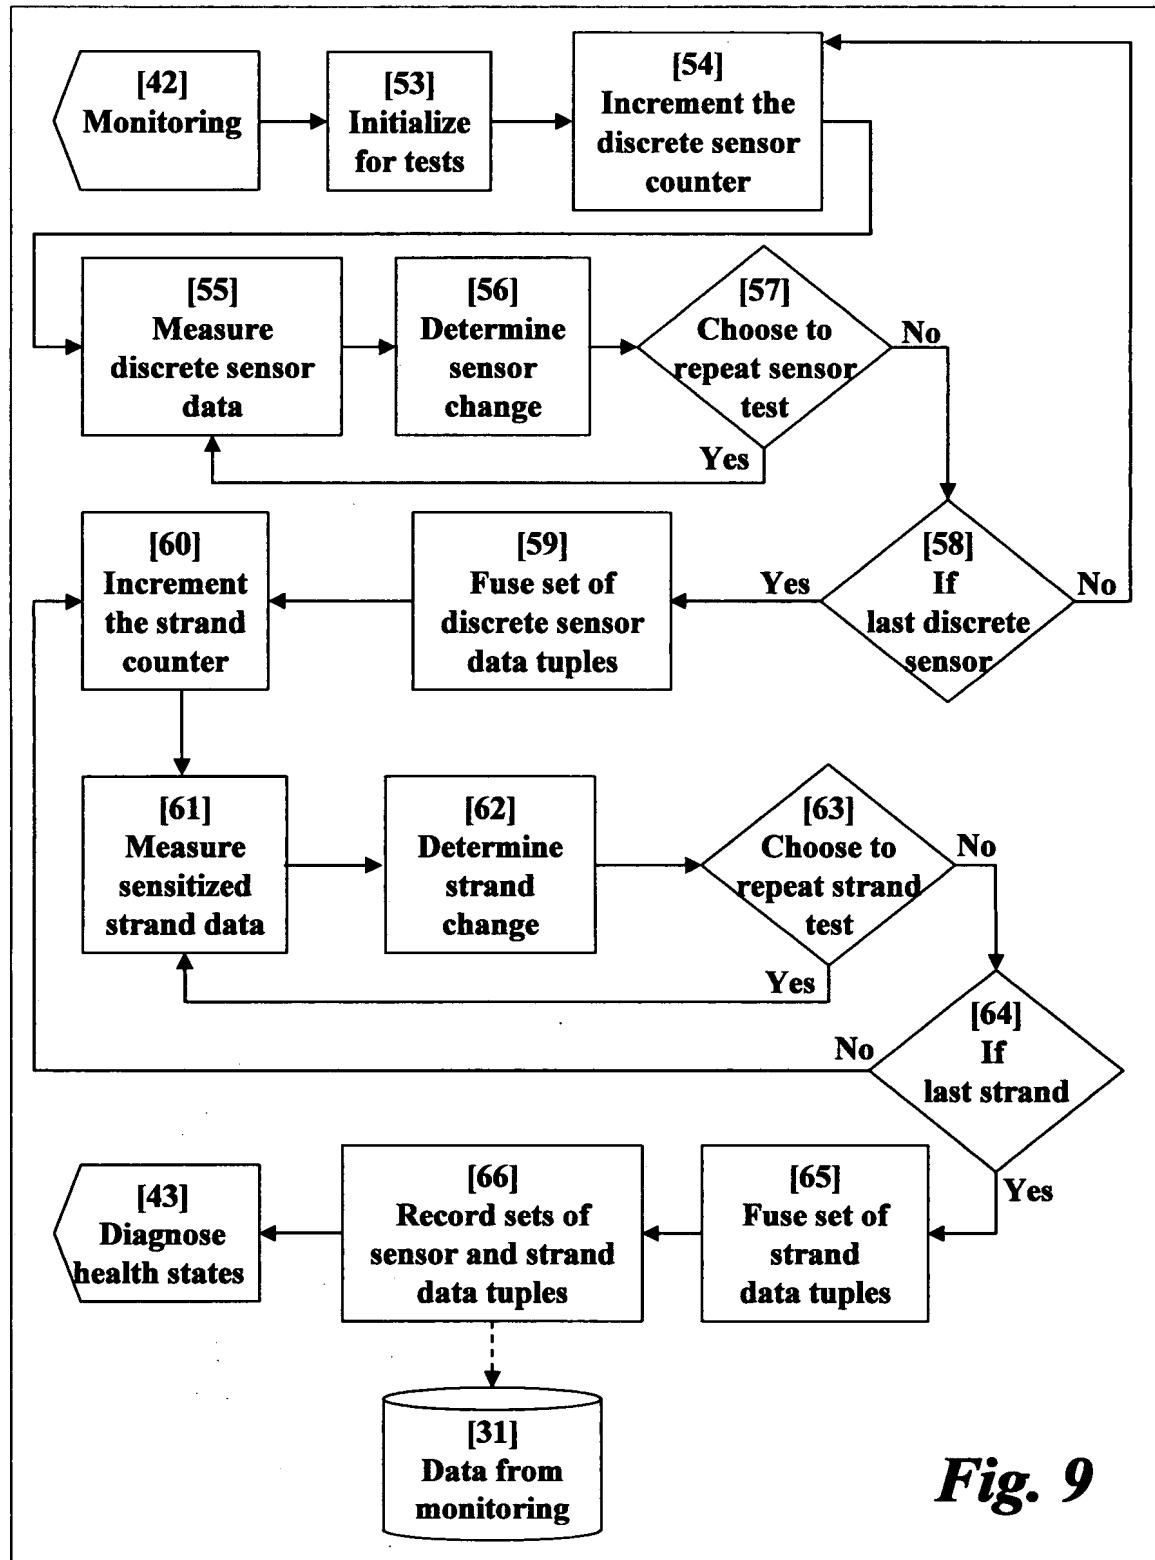 [42]
Monitoring
[53]
Initialize
for tests
[54]
Increment the
discrete sensor
counter
[55]
Measure
discrete sensor
data
[56]
Determine
sensor
change
[57]
Choose to
repeat sensor
test
No
Yes
[60]
Increment
the strand
counter
[59]
Fuse set of
discrete sensor
data tuples
Yes
[58]
If
last discrete
sensor
No
[61]
Measure
sensitized
strand data
[62]
Determine
strand
change
[63]
Choose to
repeat strand
test
No
Yes
No
[64]
If
last strand
Yes
[43]
Diagnose
health states
[66]
Record sets of
sensor and strand
data tuples
[65]
Fuse set of
strand
data tuples
[31]
Data from
monitoring
Fig. 9